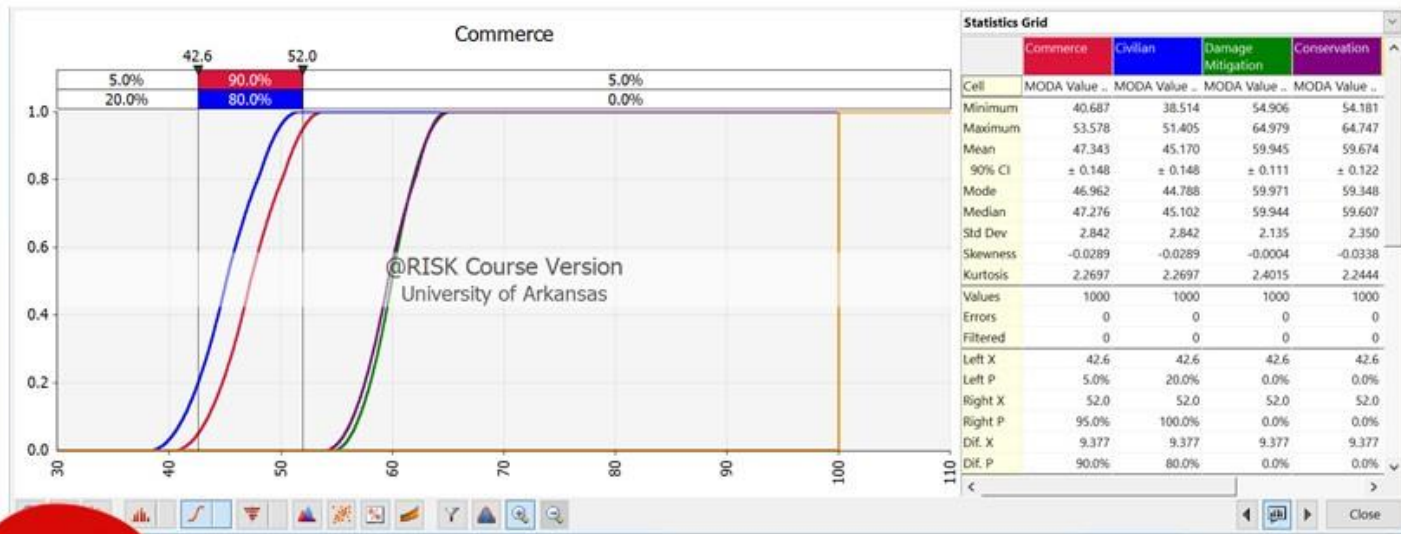 Commerce
42.6 52.0
5.0% 90.0% 5.0%
20.0% 80.0% 0.0%
1.0
0.8
0.6
0.4
0.2
0.0
30 40 50 60 70 80 90 100 110
@RISK Course Version
University of Arkansas
Statistics Grid
Commerce Civilian Damage Mitigation Conservation
Cell MODA Value .. MODA Value .. MODA Value .. MODA Value ..
Minimum 40.687 38.514 54.906 54.181
Maximum 53.578 51.405 64.979 64.747
Mean 47.343 45.170 59.945 59.674
90% CI ± 0.148 ± 0.148 ± 0.111 ± 0.122
Mode 46.962 44.788 59.971 59.348
Median 47.276 45.102 59.944 59.607
Std Dev 2.842 2.842 2.135 2.350
Skewness -0.0289 -0.0289 -0.0004 -0.0338
Kurtosis 2.2697 2.2697 2.4015 2.2444
Values 1000 1000 1000 1000
Errors 0 0 0 0
Filtered 0 0 0 0
Left X 42.6 42.6 42.6 42.6
Left P 5.0% 20.0% 0.0% 0.0%
Right X 52.0 52.0 52.0 52.0
Right P 95.0% 100.0% 0.0% 0.0%
Dif. X 9.377 9.377 9.377 9.377
Dif. P 90.0% 80.0% 0.0% 0.0%
Close